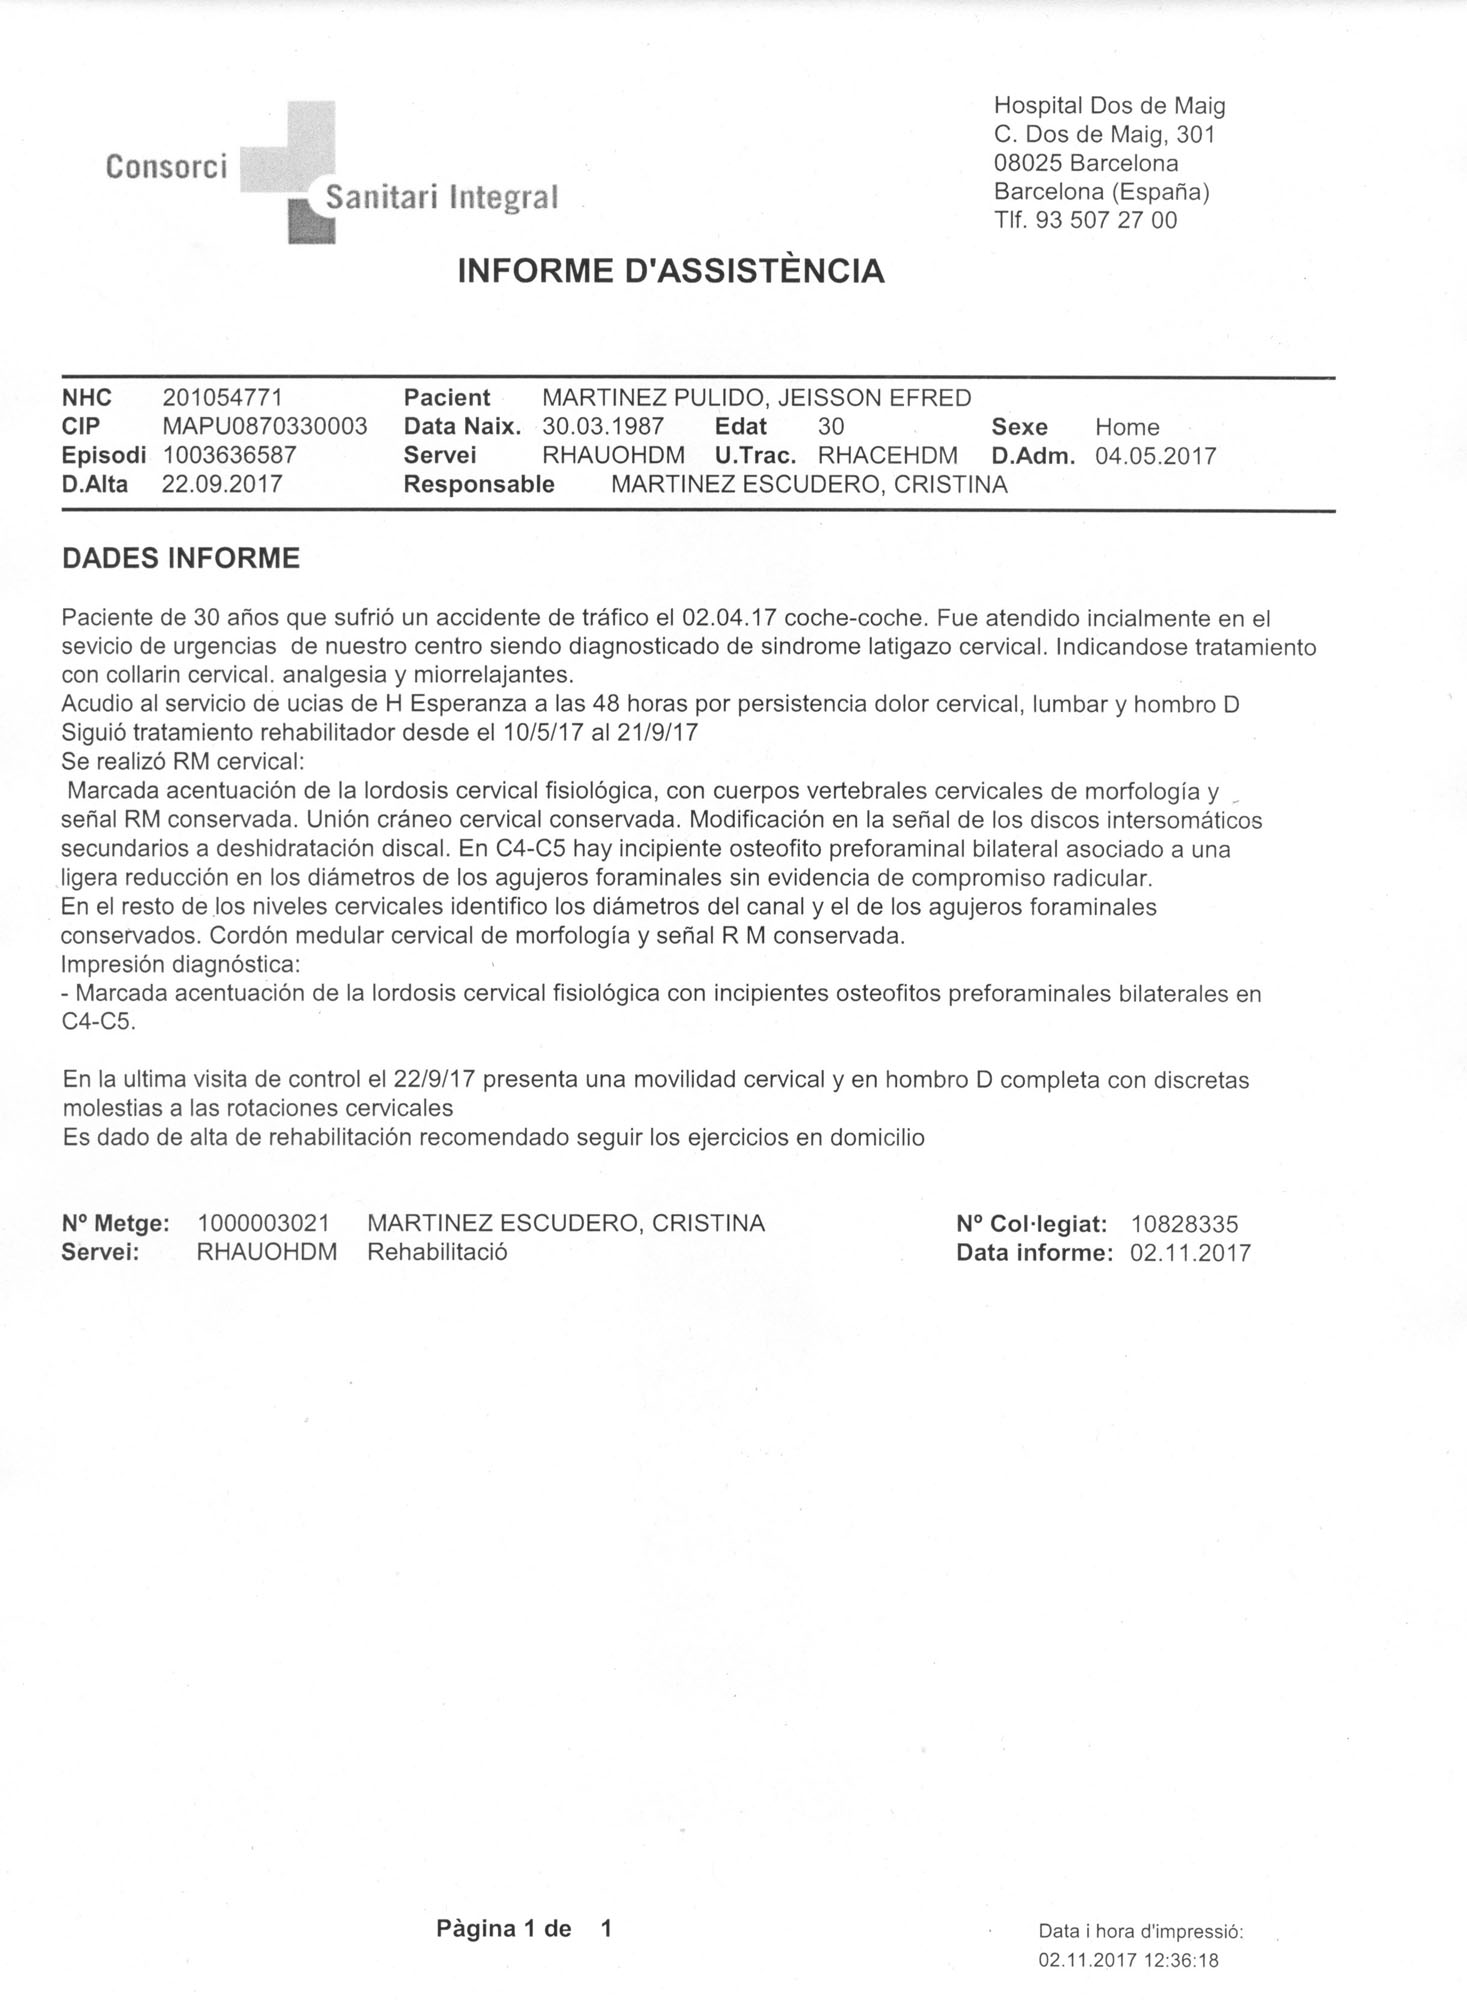 Hospital Dos de Maig
C. Dos de Maig, 301
08025 Barcelona
Barcelona (España)
Tlf. 93 507 27 00
Consorci
Sanitari Integral
INFORME D'ASSISTÈNCIA
NHC 201054771 Pacient MARTINEZ PULIDO, JEISSON EFRED
CIP MAPU0870330003 Data Naix. 30.03.1987 Edat 30 Sexe Home
Episodi 1003636587 Servei RHAUOHDM U.Trac. RHACEHDM D.Adm. 04.05.2017
D.Alta 22.09.2017 Responsable MARTINEZ ESCUDERO, CRISTINA
DADES INFORME
Paciente de 30 años que sufrió un accidente de tráfico el 02.04.17 coche-coche. Fue atendido incialmente en el
sevicio de urgencias de nuestro centro siendo diagnosticado de sindrome latigazo cervical. Indicandose tratamiento
con collarin cervical. analgesia y miorrelajantes.
Acudio al servicio de ucias de H Esperanza a las 48 horas por persistencia dolor cervical, lumbar y hombro D
Siguió tratamiento rehabilitador desde el 10/5/17 al 21/9/17
Se realizó RM cervical:
Marcada acentuación de la lordosis cervical fisiológica, con cuerpos vertebrales cervicales de morfología y
señal RM conservada. Unión cráneo cervical conservada. Modificación en la señal de los discos intersomáticos
secundarios a deshidratación discal. En C4-C5 hay incipiente osteofito preforaminal bilateral asociado a una
ligera reducción en los diámetros de los agujeros foraminales sin evidencia de compromiso radicular.
En el resto de los niveles cervicales identifico los diámetros del canal y el de los agujeros foraminales
conservados. Cordón medular cervical de morfología y señal R M conservada.
Impresión diagnóstica:
- Marcada acentuación de la lordosis cervical fisiológica con incipientes osteofitos preforaminales bilaterales en
C4-C5.
En la ultima visita de control el 22/9/17 presenta una movilidad cervical y en hombro D completa con discretas
molestias a las rotaciones cervicales
Es dado de alta de rehabilitación recomendado seguir los ejercicios en domicilio
Nº Metge: 1000003021 MARTINEZ ESCUDERO, CRISTINA Nº Col·legiat: 10828335
Servei: RHAUOHDM Rehabilitació Data informe: 02.11.2017
Pàgina 1 de 1
Data i hora d'impressió:
02.11.2017 12:36:18